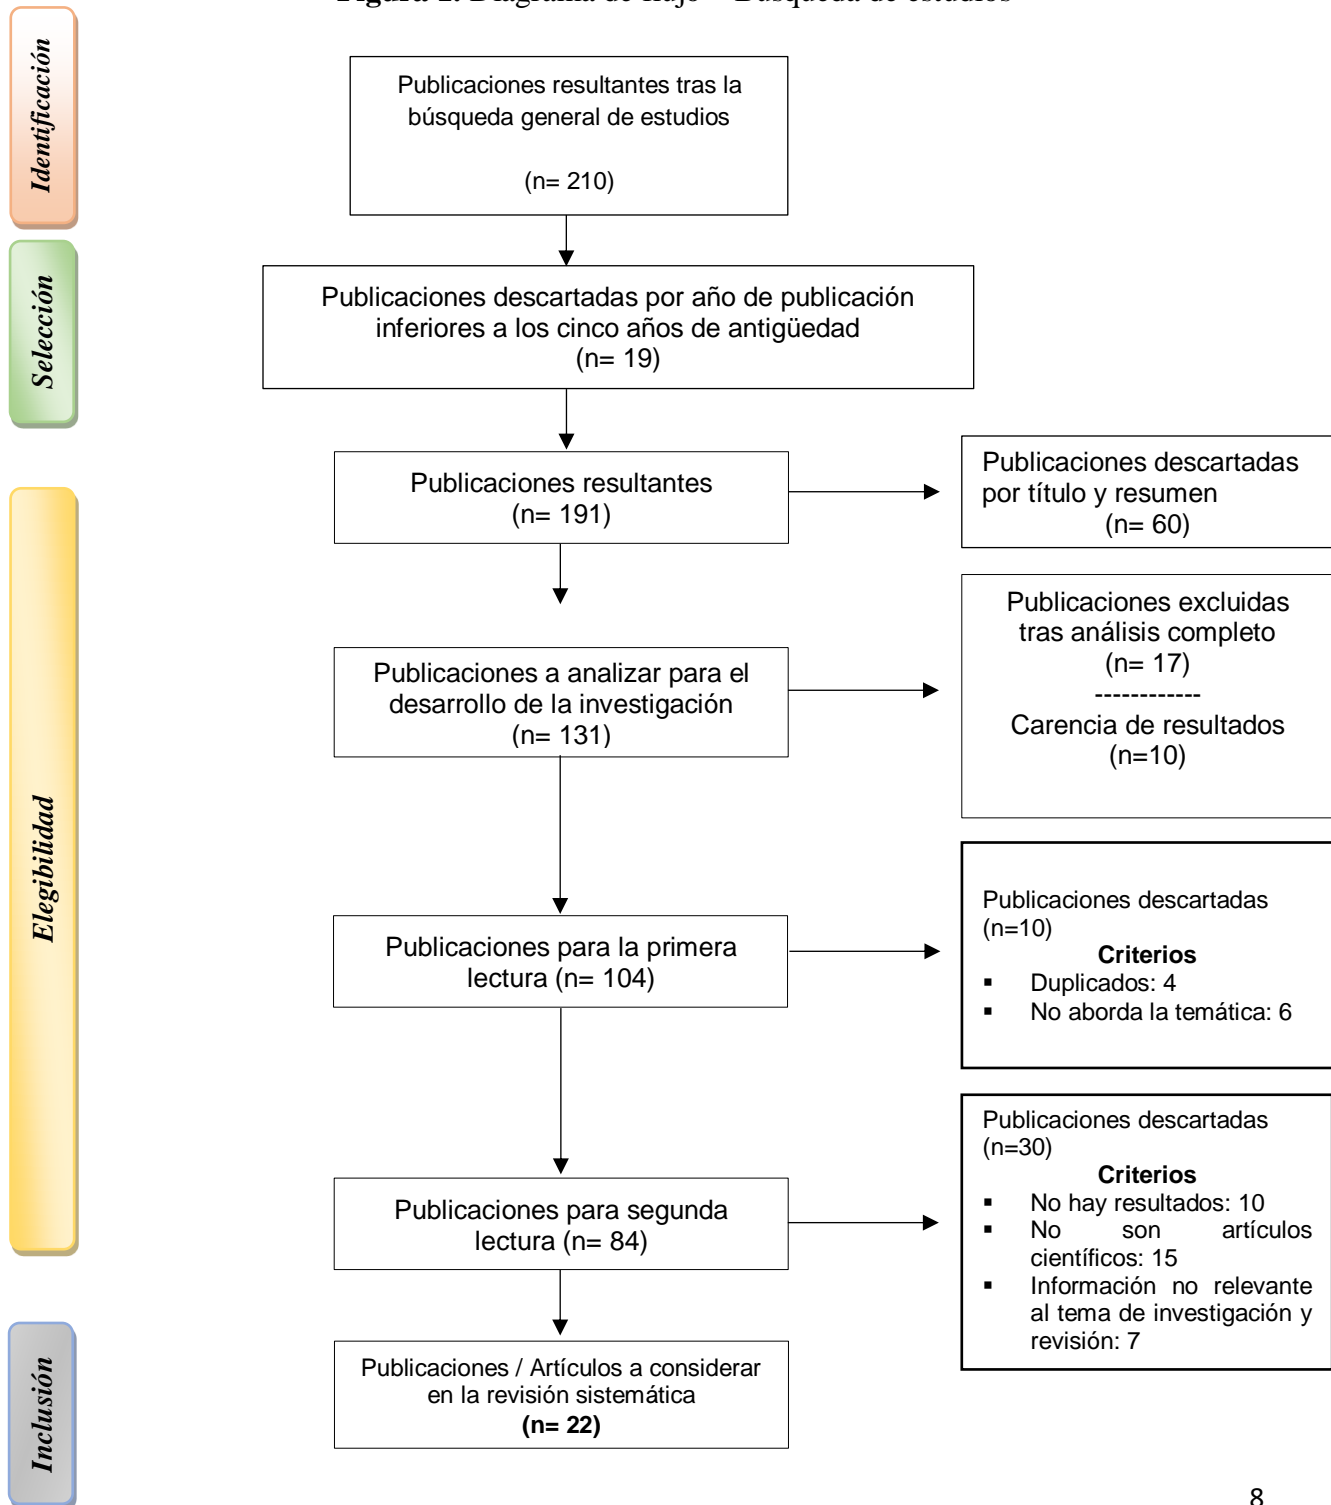 Figura 1. Diagrama de flujo – Búsqueda de estudios
Identificación
Publicaciones resultantes tras la
búsqueda general de estudios
(n= 210)
Selección
Publicaciones descartadas por año de publicación
inferiores a los cinco años de antigüedad
(n= 19)
Publicaciones resultantes
(n= 191)
Publicaciones descartadas
por título y resumen
(n= 60)
Elegibilidad
Publicaciones a analizar para el
desarrollo de la investigación
(n= 131)
Publicaciones excluidas
tras análisis completo
(n= 17)
------------
Carencia de resultados
(n=10)
Publicaciones para la primera
lectura (n= 104)
Publicaciones descartadas
(n=10)
Criterios
▪ Duplicados: 4
▪ No aborda la temática: 6
Publicaciones para segunda
lectura (n= 84)
Publicaciones descartadas
(n=30)
Criterios
▪ No hay resultados: 10
▪ No son artículos
científicos: 15
▪ Información no relevante
al tema de investigación y
revisión: 7
Inclusión
Publicaciones / Artículos a considerar
en la revisión sistemática
(n= 22)
8